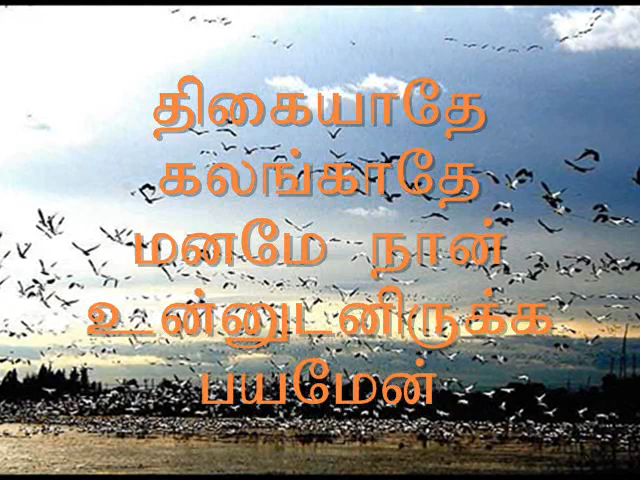 திகையாதே
கலங்காதே
மனமே நான்
உன்னுடனிருக்க
பயமேன்